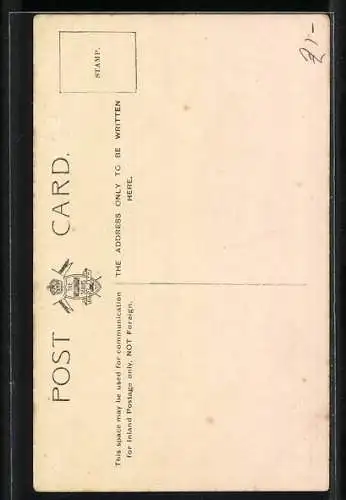 POST CARD.
STAMP.
This space may be used for communication
for Inland Postage only, NOT Foreign.
THE ADDRESS ONLY TO BE WRITTEN
HERE.